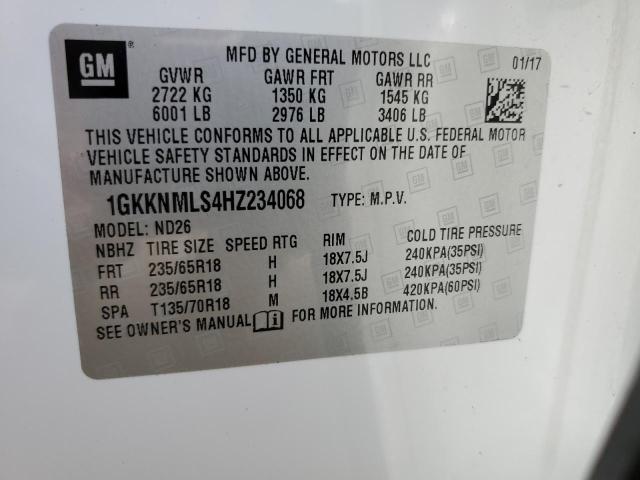 GM ®
MFD BY GENERAL MOTORS LLC 01/17
GVWR GAWR FRT GAWR RR
2722 KG 1350 KG 1545 KG
6001 LB 2976 LB 3406 LB
THIS VEHICLE CONFORMS TO ALL APPLICABLE U.S. FEDERAL MOTOR
VEHICLE SAFETY STANDARDS IN EFFECT ON THE DATE OF
MANUFACTURE SHOWN ABOVE.
1GKKNMLS4HZ234068 TYPE: M.P.V.
MODEL: ND26
NBHZ TIRE SIZE SPEED RTG RIM COLD TIRE PRESSURE
FRT 235/65R18 H 18X7.5J 240KPA(35PSI)
RR 235/65R18 H 18X7.5J 240KPA(35PSI)
SPA T135/70R18 M 18X4.5B 420KPA(60PSI)
SEE OWNER'S MANUAL FOR MORE INFORMATION.